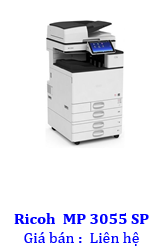 Ricoh  MP 3055 SP
Giá bán :  Liên hệ